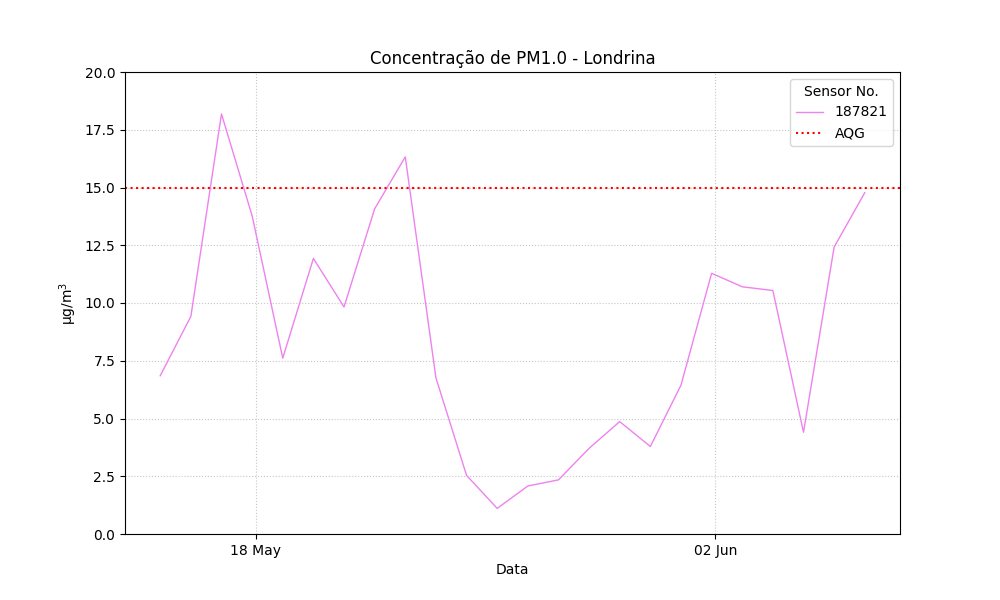 Concentração de PM1.0 - Londrina
Sensor No.
187821
AQG
20.0
17.5
15.0
12.5
10.0
7.5
5.0
2.5
0.0
µg/m³
18 May
02 Jun
Data